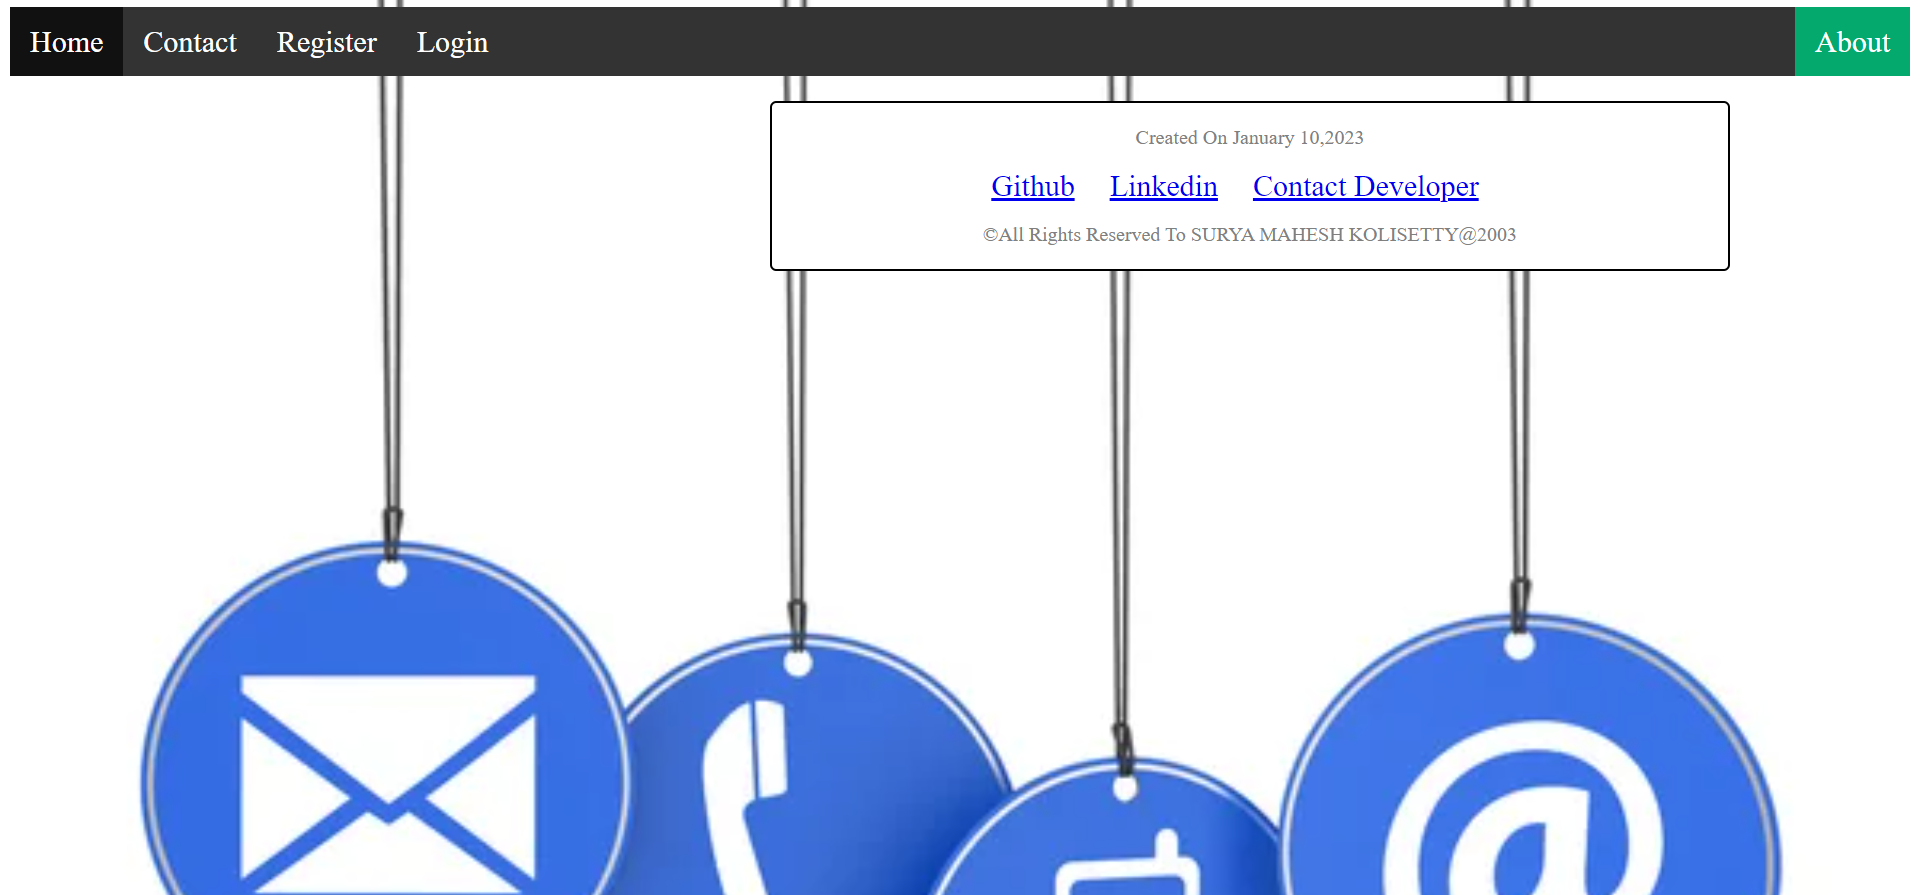 Home Contact Register Login About
Created On January 10,2023
Github Linkedin Contact Developer
©All Rights Reserved To SURYA MAHESH KOLISETTY@2003